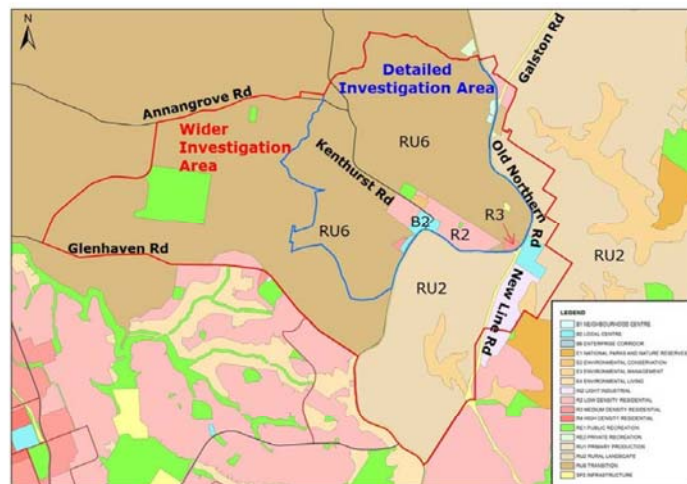 N
Galston Rd
Detailed
Investigation Area
Annangrove Rd
Wider
Investigation
Area
RU6
Old Northern Rd
Kenthurst Rd
B2
R2
R3
RU6
RU2
RU2
Glenhaven Rd
New Line Rd
LEGEND
B1 NEIGHBOURHOOD CENTRE
B2 LOCAL CENTRE
B6 ENTERPRISE CORRIDOR
E1 NATIONAL PARKS AND NATURE RESERVES
E2 ENVIRONMENTAL CONSERVATION
E3 ENVIRONMENTAL MANAGEMENT
E4 ENVIRONMENTAL LIVING
IN2 LIGHT INDUSTRIAL
R2 LOW DENSITY RESIDENTIAL
R3 MEDIUM DENSITY RESIDENTIAL
R4 HIGH DENSITY RESIDENTIAL
RE1 PUBLIC RECREATION
RE2 PRIVATE RECREATION
RU1 PRIMARY PRODUCTION
RU2 RURAL LANDSCAPE
RU6 TRANSITION
SP2 INFRASTRUCTURE